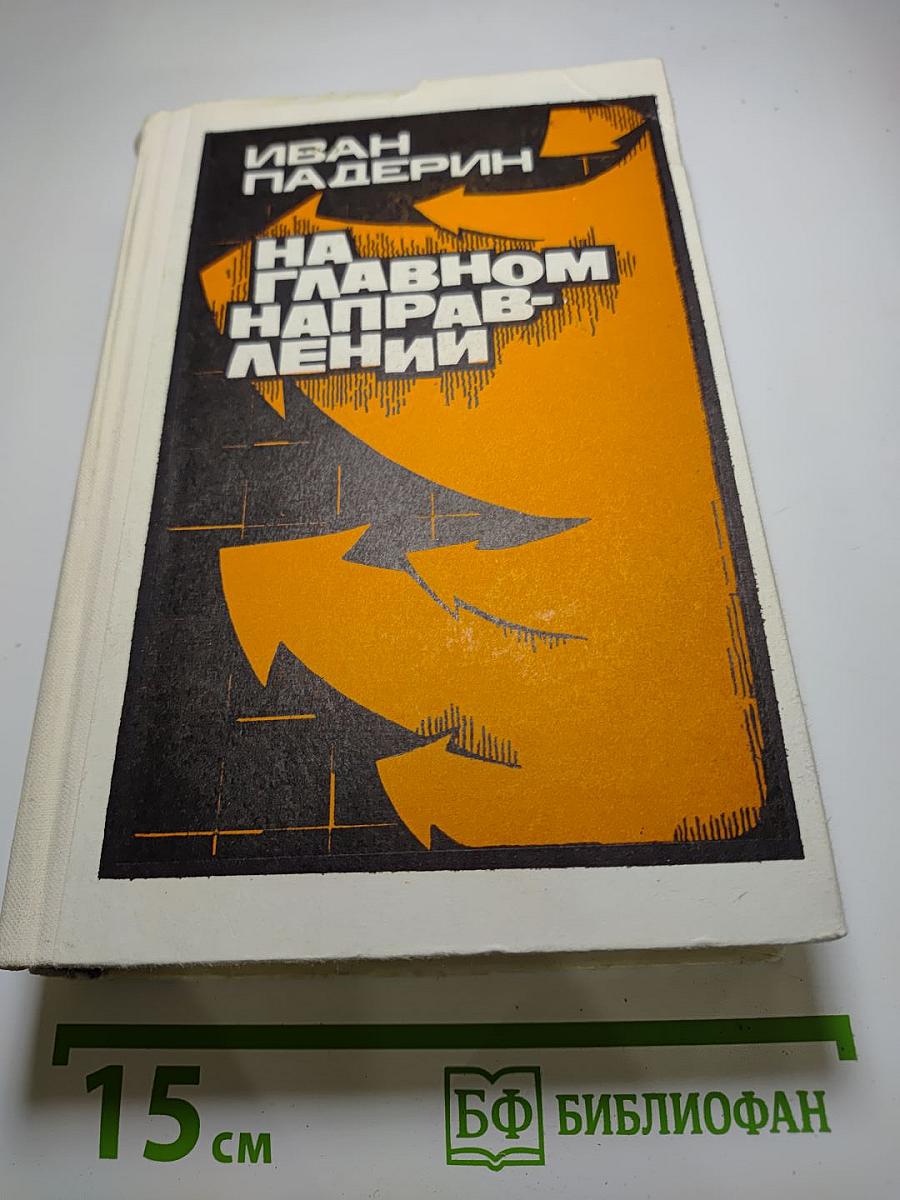 ИВАН
ПАДЕРИН
НА
ГЛАВНОМ
НАПРАВ-
ЛЕНИИ
15 см
БФ БИБЛИОФАН